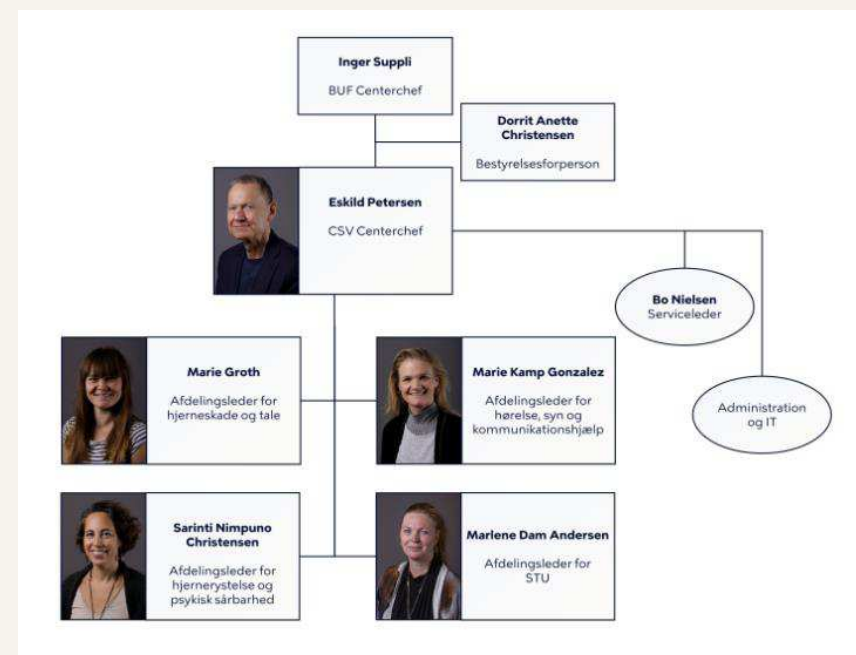 Inger Suppli
BUF Centerchef
Dorrit Anette
Christensen
Bestyrelsesforperson
Eskild Petersen
CSV Centerchef
Bo Nielsen
Serviceleder
Marie Groth
Afdelingsleder for
hjerneskade og tale
Marie Kamp Gonzalez
Afdelingsleder for
hørelse, syn og
kommunikationshjælp
Administration
og IT
Sarinti Nimpuno
Christensen
Afdelingsleder for
hjernerystelse og
psykisk sårbarhed
Marlene Dam Andersen
Afdelingsleder for
STU